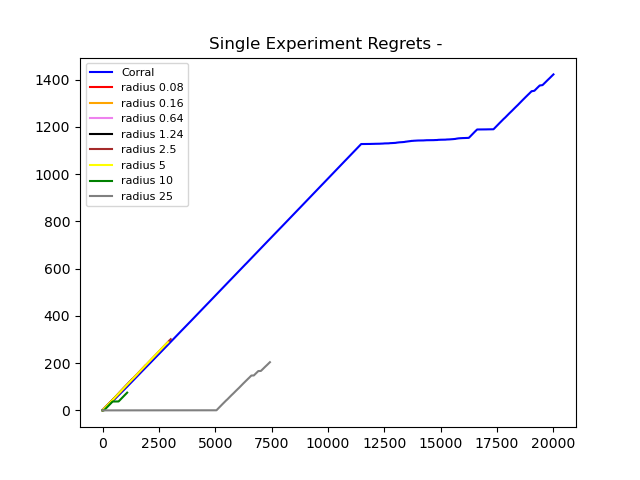 Single Experiment Regrets -
1400
1200
1000
800
600
400
200
0
Corral
radius 0.08
radius 0.16
radius 0.64
radius 1.24
radius 2.5
radius 5
radius 10
radius 25
0 2500 5000 7500 10000 12500 15000 17500 20000